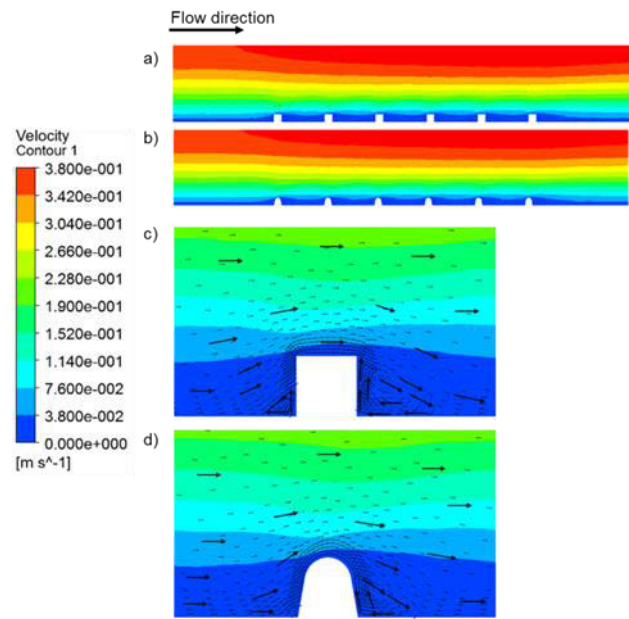 Flow direction
a)
b)
Velocity
Contour 1
3.800e-001
3.420e-001
3.040e-001
2.660e-001
2.280e-001
1.900e-001
1.520e-001
1.140e-001
7.600e-002
3.800e-002
0.000e+000
[m s^-1]
c)
d)